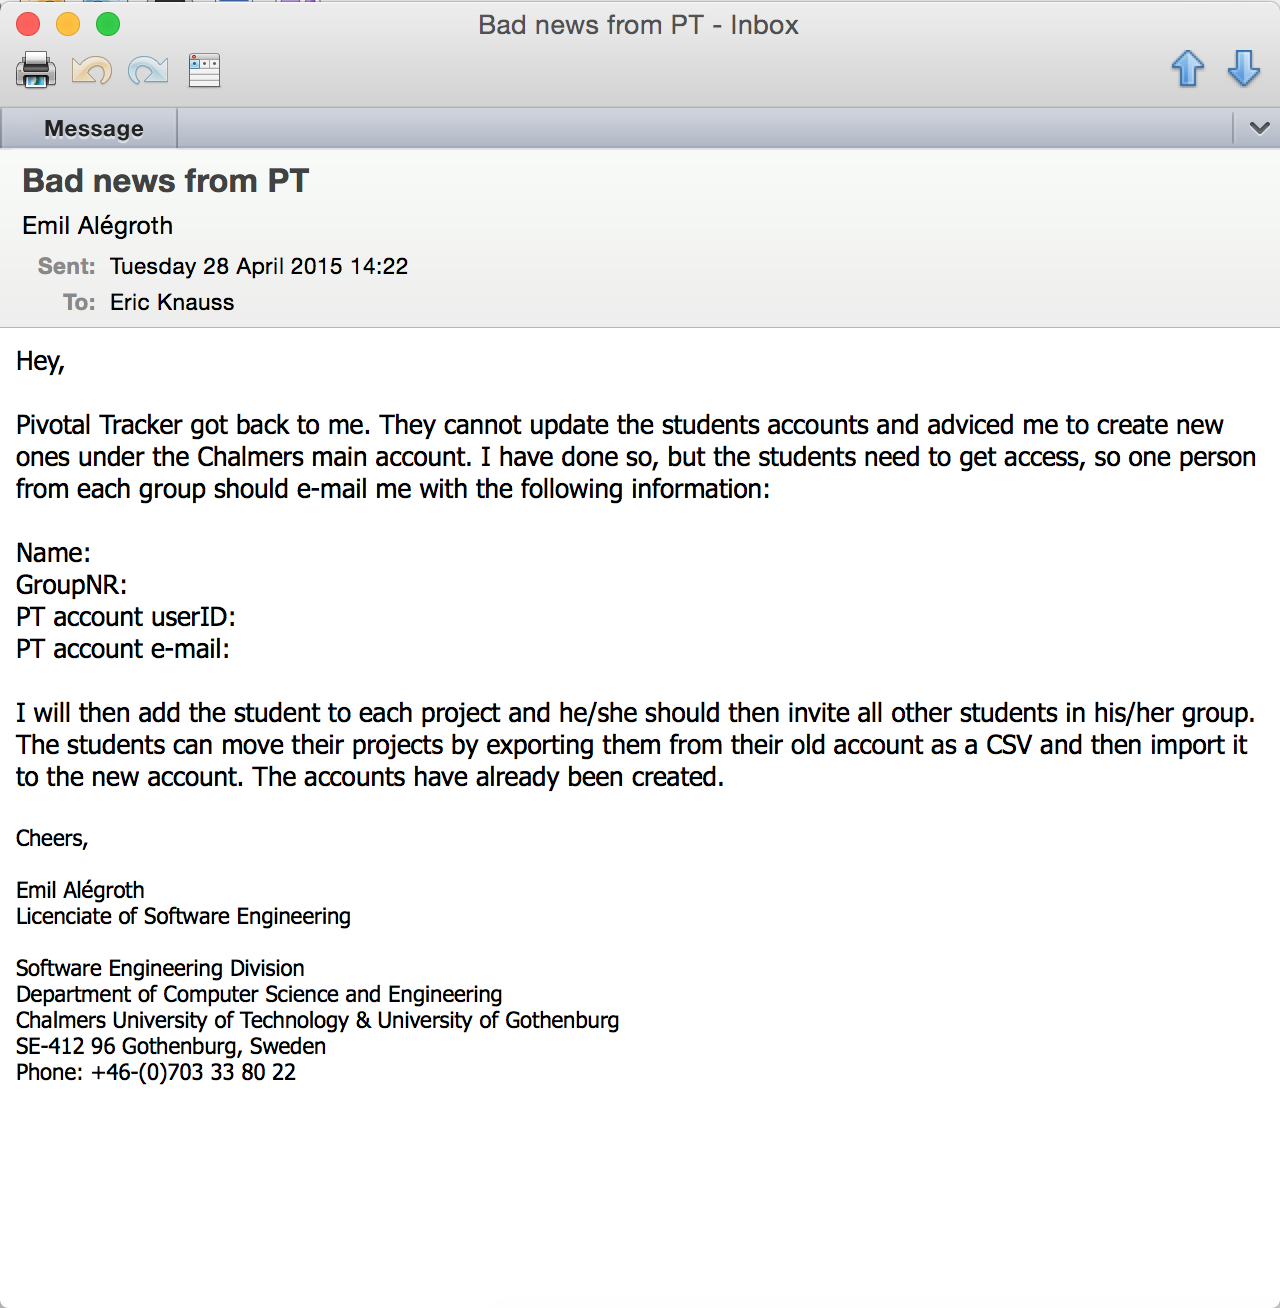 Bad news from PT - Inbox
Message
Bad news from PT
Emil Alégroth
Sent: Tuesday 28 April 2015 14:22
To: Eric Knauss
Hey,
Pivotal Tracker got back to me. They cannot update the students accounts and adviced me to create new
ones under the Chalmers main account. I have done so, but the students need to get access, so one person
from each group should e-mail me with the following information:
Name:
GroupNR:
PT account userID:
PT account e-mail:
I will then add the student to each project and he/she should then invite all other students in his/her group.
The students can move their projects by exporting them from their old account as a CSV and then import it
to the new account. The accounts have already been created.
Cheers,
Emil Alégroth
Licenciate of Software Engineering
Software Engineering Division
Department of Computer Science and Engineering
Chalmers University of Technology & University of Gothenburg
SE-412 96 Gothenburg, Sweden
Phone: +46-(0)703 33 80 22